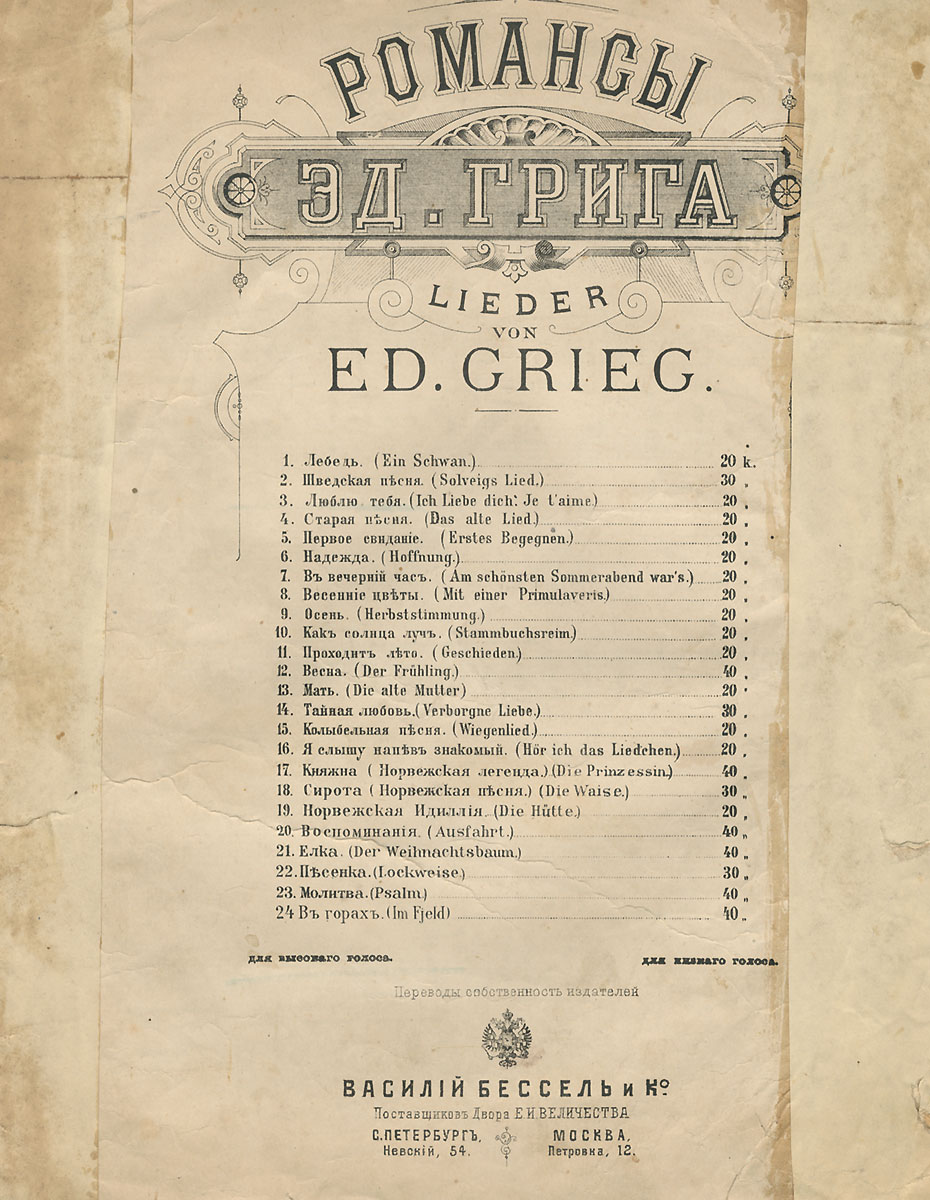 РОМАНСЫ
ЭД. ГРИГА
LIEDER
VON
ED. GRIEG.
1. Лебедь. (Ein Schwan.) 20 k.
2. Шведская пѣсня. (Solveigs Lied.) 30 „
3. Люблю тебя. (Ich Liebe dich: Je t'aime.) 20 „
4. Старая пѣсня. (Das alte Lied.) 20 „
5. Первое свиданіе. (Erstes Begegnen.) 20 „
6. Надежда. (Hoffnung.) 20 „
7. Въ вечерній часъ. (Am schönsten Sommerabend war's.) 20 „
8. Весенніе цвѣты. (Mit einer Primulaveris.) 20 „
9. Осень. (Herbststimmung.) 20 „
10. Какъ солнца лучъ. (Stammbuchsreim.) 20 „
11. Проходитъ лѣто. (Geschieden.) 20 „
12. Весна. (Der Frühling.) 40 „
13. Мать. (Die alte Mutter) 20 „
14. Тайная любовь. (Verborgne Liebe.) 30 „
15. Колыбельная пѣсня. (Wiegenlied.) 20 „
16. Я слышу напѣвъ знакомый. (Hör ich das Liedchen.) 20 „
17. Княжна (Норвежская легенда.) (Die Prinzessin.) 40 „
18. Сирота (Норвежская пѣсня.) (Die Waise.) 30 „
19. Норвежская Идиллія. (Die Hütte.) 20 „
20. Воспоминанія. (Ausfahrt.) 40 „
21. Елка. (Der Weihnachtsbaum.) 40 „
22. Пѣсенка. (Lockweise.) 30 „
23. Молитва. (Psalm.) 40 „
24 Въ горахъ. (Im Fjeld) 40 „
для высокаго голоса. для низкаго голоса.
Переводы собственность издателей
ВАСИЛІЙ БЕССЕЛЬ и Ко.
Поставщиковъ Двора Е.И.ВЕЛИЧЕСТВА
С.ПЕТЕРБУРГ, МОСКВА,
Невскій, 54. Петровка, 12.